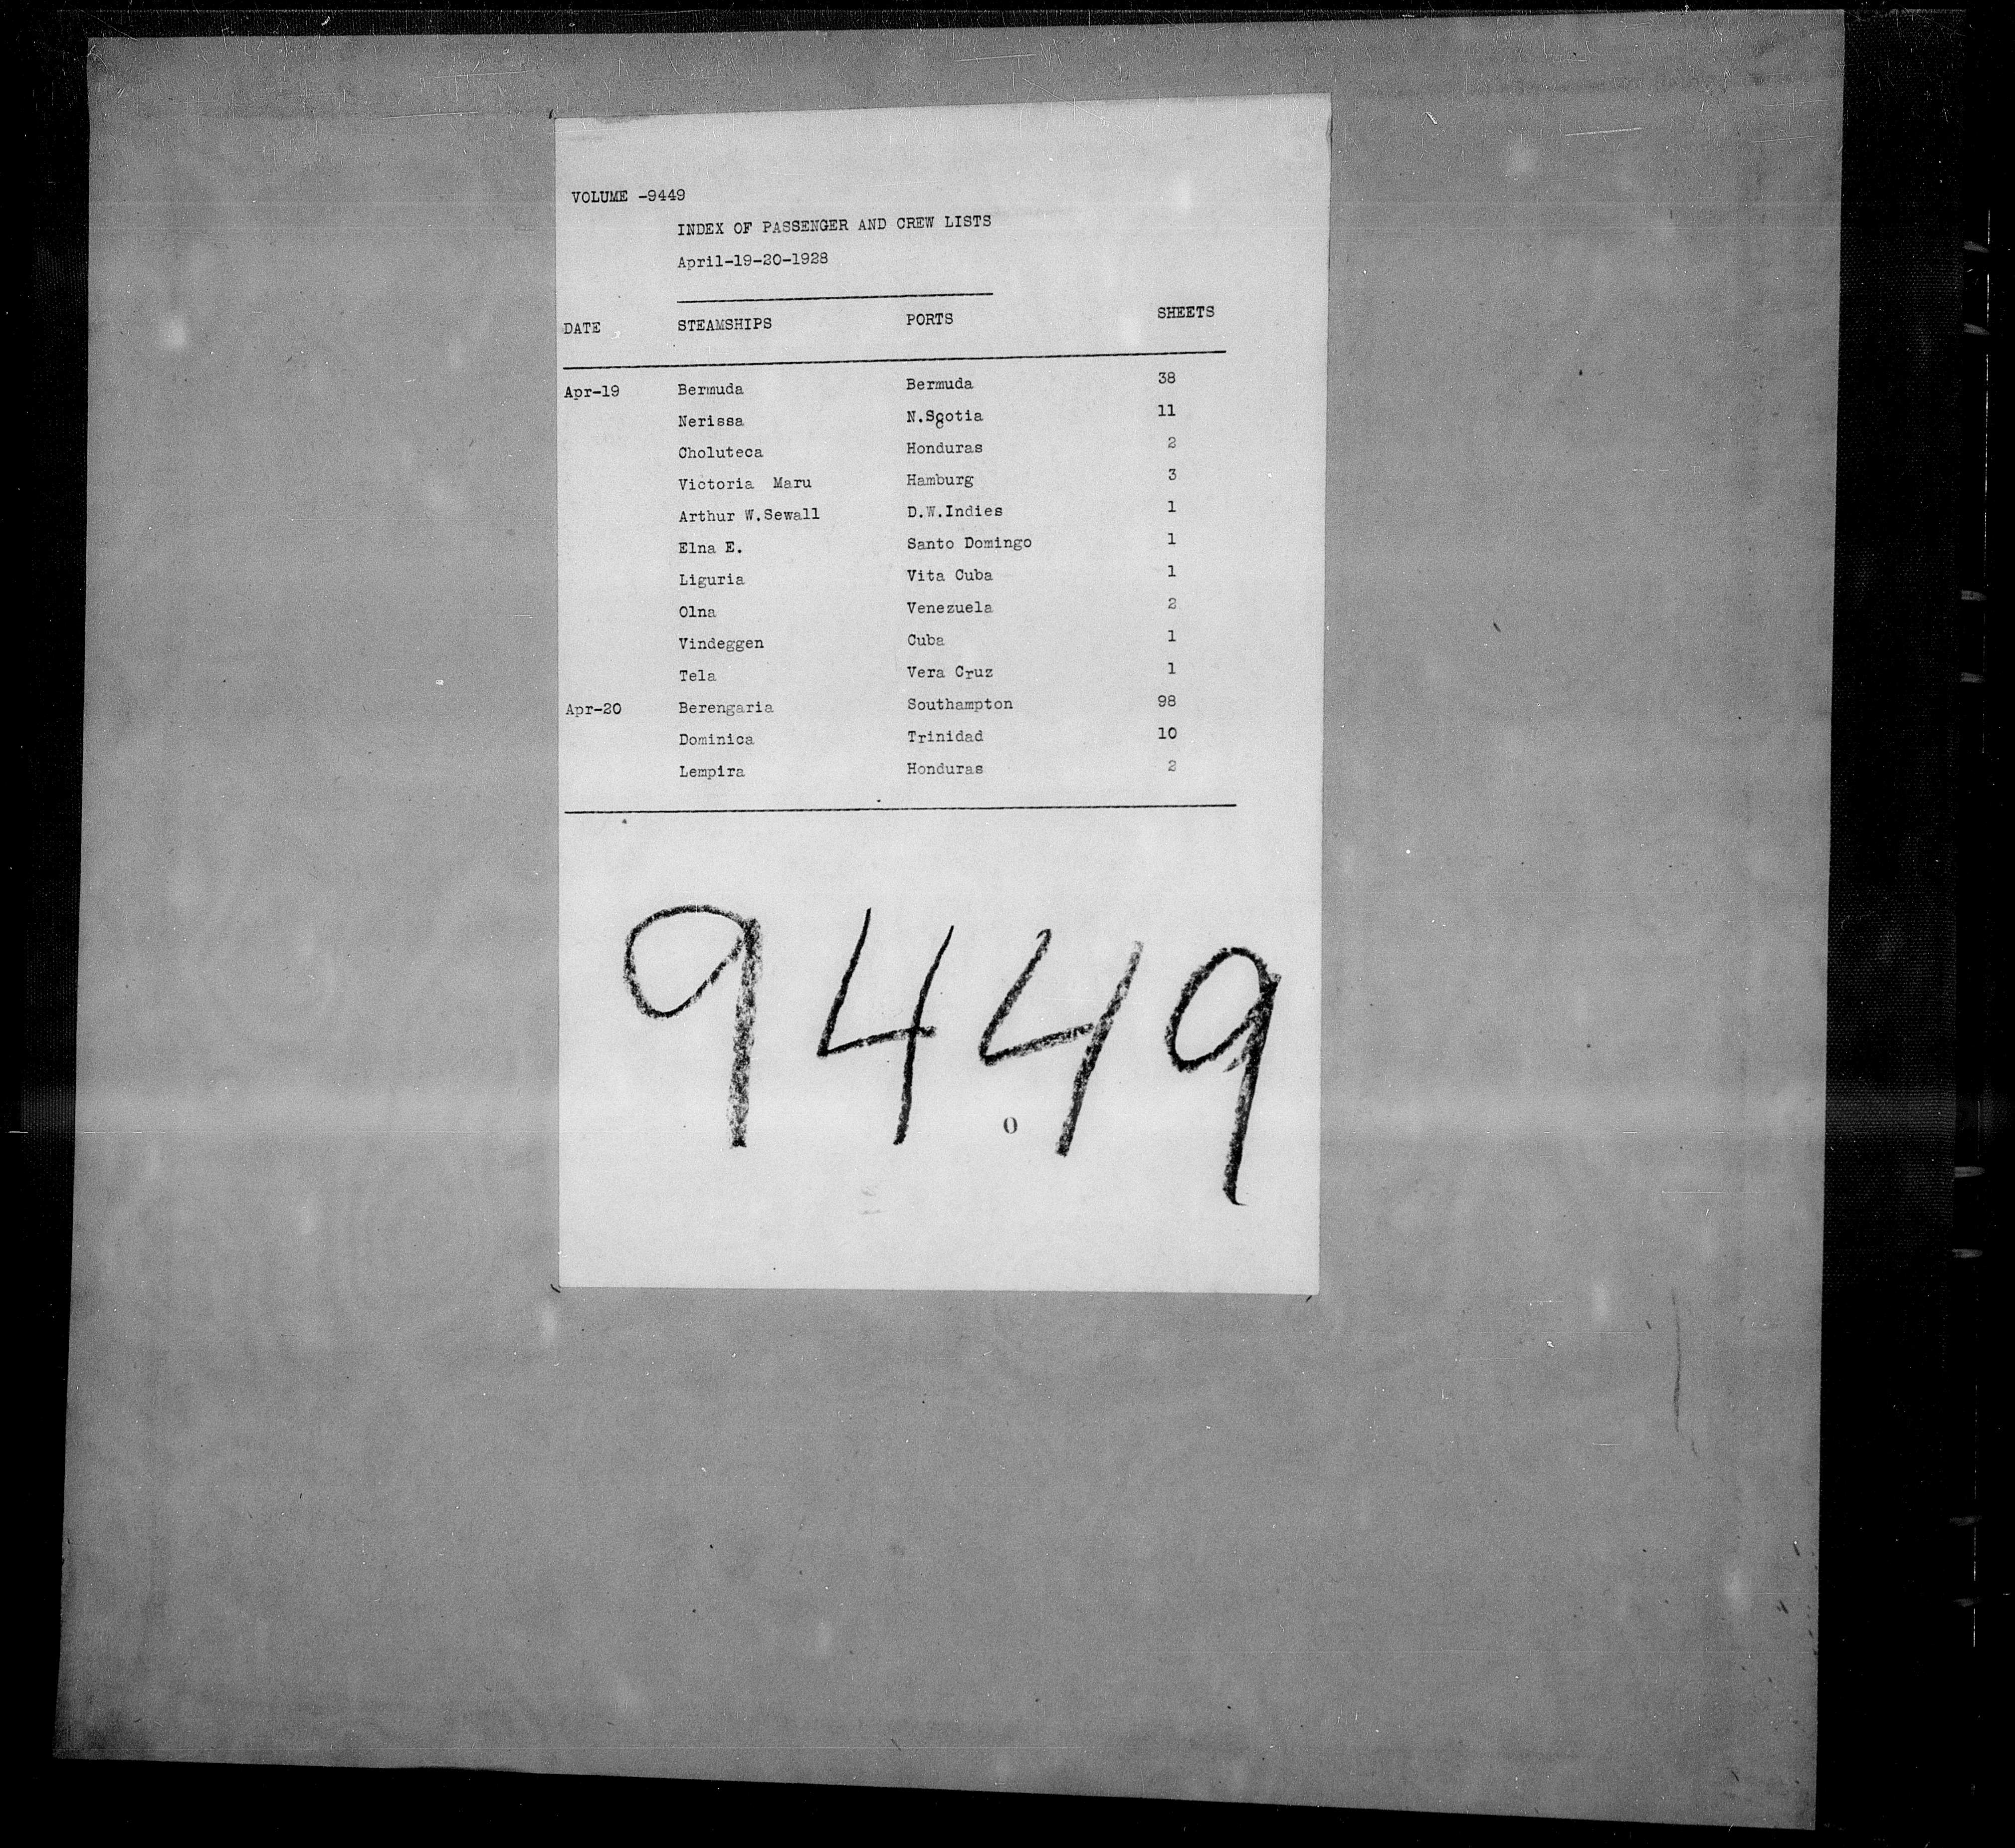 VOLUME -9449
INDEX OF PASSENGER AND CREW LISTS
April-19-20-1928
DATE STEAMSHIPS PORTS SHEETS
Apr-19 Bermuda Bermuda 38
Nerissa N.Scotia 11
Choluteca Honduras 2
Victoria Maru Hamburg 3
Arthur W.Sewall D.W.Indies 1
Elna E. Santo Domingo 1
Liguria Vita Cuba 1
Olna Venezuela 2
Vindeggen Cuba 1
Tela Vera Cruz 1
Apr-20 Berengaria Southampton 98
Dominica Trinidad 10
Lempira Honduras 2
9449
0